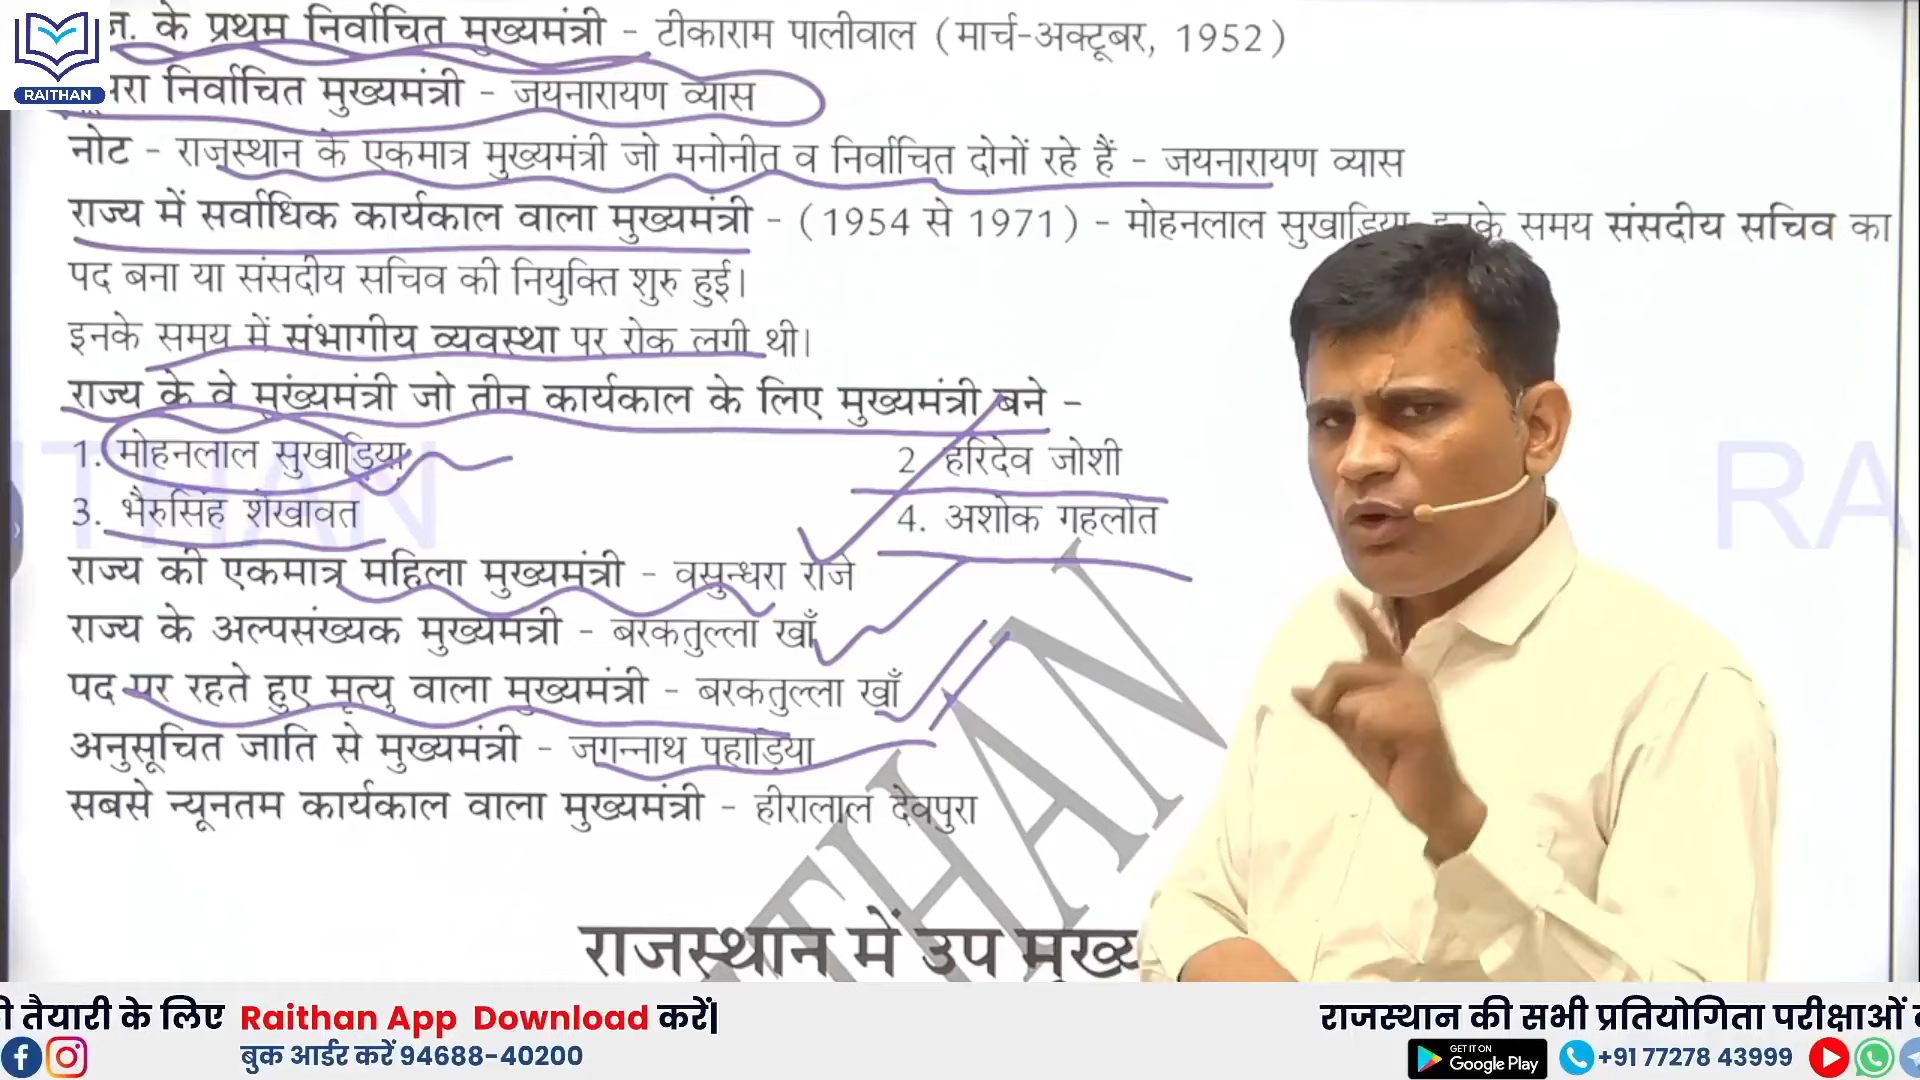 के प्रथम निर्वाचित मुख्यमंत्री - टीकाराम पालीवाल (मार्च-अक्टूबर, 1952)
RAITHAN
निर्वाचित मुख्यमंत्री - जयनारायण व्यास
नोट - राजस्थान के एकमात्र मुख्यमंत्री जो मनोनीत व निर्वाचित दोनों रहे हैं - जयनारायण व्यास
राज्य में सर्वाधिक कार्यकाल वाला मुख्यमंत्री - (1954 से 1971) - मोहनलाल सुखाड़िया के समय संसदीय सचिव का
पद बना या संसदीय सचिव की नियुक्ति शुरु हुई।
इनके समय में संभागीय व्यवस्था पर रोक लगी थी।
राज्य के वे मुख्यमंत्री जो तीन कार्यकाल के लिए मुख्यमंत्री बने -
1. मोहनलाल सुखाड़िया 2 हरिदेव जोशी
3. भैरुसिंह शेखावत 4. अशोक गहलोत
राज्य की एकमात्र महिला मुख्यमंत्री - वसुन्धरा राजे
राज्य के अल्पसंख्यक मुख्यमंत्री - बरकतुल्ला खाँ
पद पर रहते हुए मृत्यु वाला मुख्यमंत्री - बरकतुल्ला खाँ
अनुसूचित जाति से मुख्यमंत्री - जगन्नाथ पहाड़िया
सबसे न्यूनतम कार्यकाल वाला मुख्यमंत्री - हीरालाल देवपुरा
राजस्थान में उप
तैयारी के लिए Raithan App Download करें|
राजस्थान की सभी प्रतियोगिता परीक्षाओं
बुक आर्डर करें 94688-40200
GET IT ON Google Play
+91 77278 43999